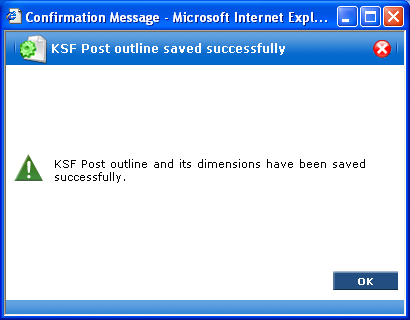 Confirmation Message - Microsoft Internet Expl...
KSF Post outline saved successfully
KSF Post outline and its dimensions have been saved
successfully.
OK